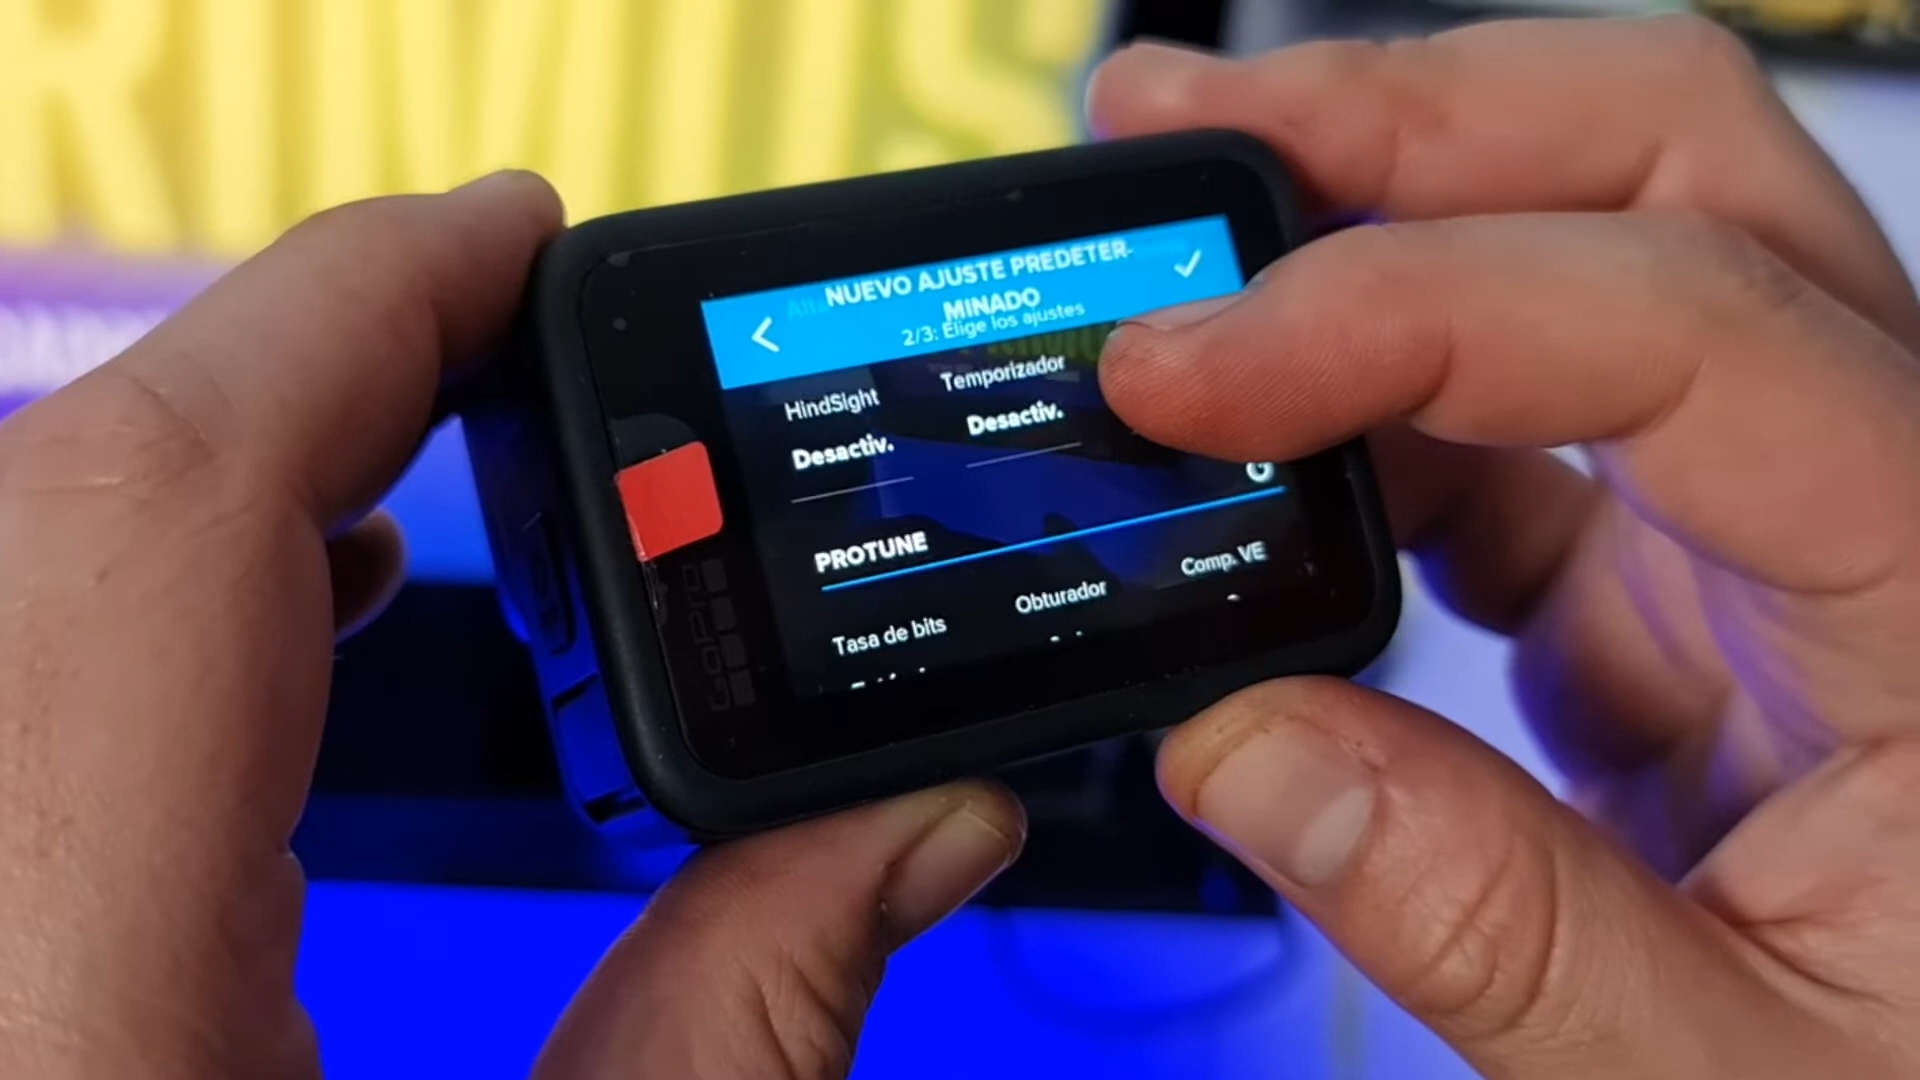 NUEVO AJUSTE PREDETER-
MINADO
2/3: Elige los ajustes
HindSight
Temporizador
Desactiv.
Desactiv.
PROTUNE
Tasa de bits
Obturador
Comp. VE
GoPro